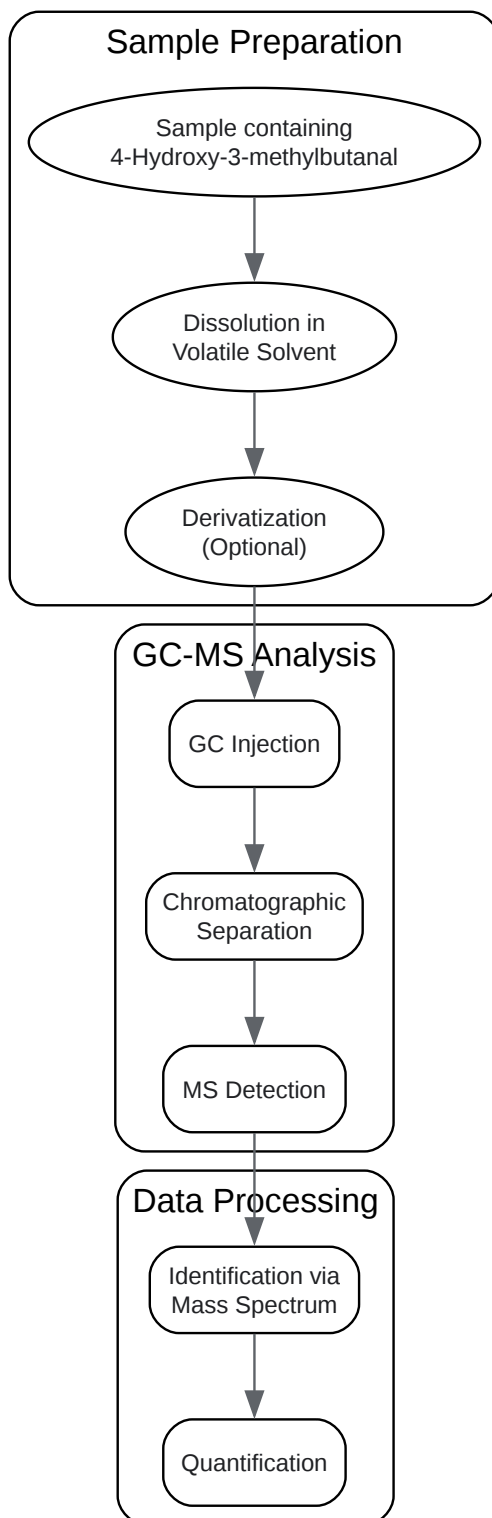 Sample Preparation
Sample containing
4-Hydroxy-3-methylbutanal
Dissolution in
Volatile Solvent
Derivatization
(Optional)
GC-MS Analysis
GC Injection
Chromatographic
Separation
MS Detection
Data Processing
Identification via
Mass Spectrum
Quantification